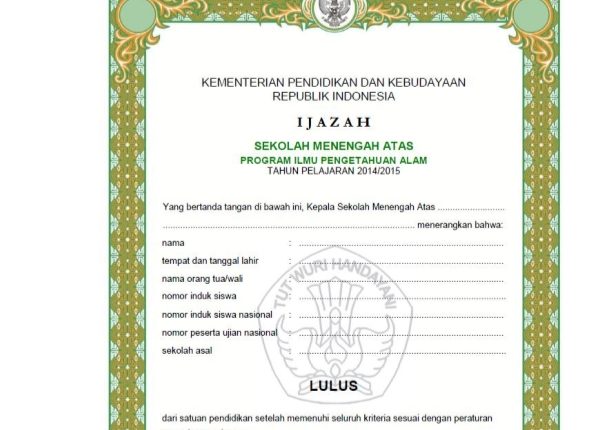 KEMENTERIAN PENDIDIKAN DAN KEBUDAYAAN
REPUBLIK INDONESIA
IJAZAH
SEKOLAH MENENGAH ATAS
PROGRAM ILMU PENGETAHUAN ALAM
TAHUN PELAJARAN 2014/2015
Yang bertanda tangan di bawah ini, Kepala Sekolah Menengah Atas ..........................
.................................................................................................... menerangkan bahwa:
nama : ................................................................................
tempat dan tanggal lahir : ................................................................................
nama orang tua/wali : ................................................................................
nomor induk siswa : ................................................................................
nomor induk siswa nasional : ................................................................................
nomor peserta ujian nasional : ................................................................................
sekolah asal : ................................................................................
TUT WURI HANDAYANI
LULUS
dari satuan pendidikan setelah memenuhi seluruh kriteria sesuai dengan peraturan